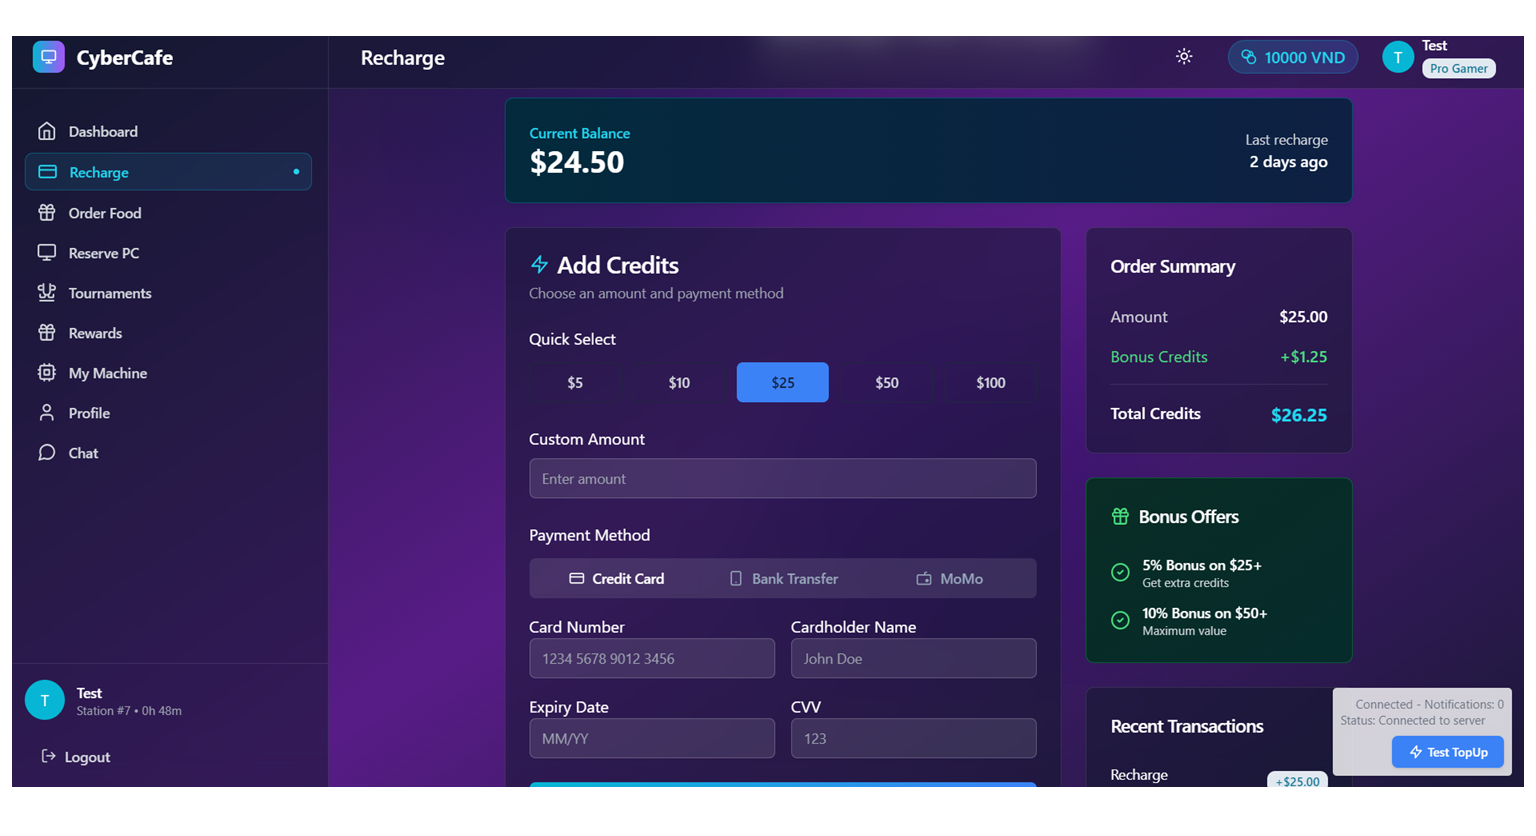 CyberCafe
Recharge
10000 VND
T
Test
Pro Gamer
Dashboard
Recharge
Order Food
Reserve PC
Tournaments
Rewards
My Machine
Profile
Chat
T
Test
Station #7 • 0h 48m
Logout
Current Balance
$24.50
Last recharge
2 days ago
Add Credits
Choose an amount and payment method
Quick Select
$5 $10 $25 $50 $100
Custom Amount
Enter amount
Payment Method
Credit Card Bank Transfer MoMo
Card Number Cardholder Name
1234 5678 9012 3456 John Doe
Expiry Date CVV
MM/YY 123
Order Summary
Amount $25.00
Bonus Credits +$1.25
Total Credits $26.25
Bonus Offers
5% Bonus on $25+
Get extra credits
10% Bonus on $50+
Maximum value
Recent Transactions
Recharge +$25.00
Connected - Notifications: 0
Status: Connected to server
Test TopUp